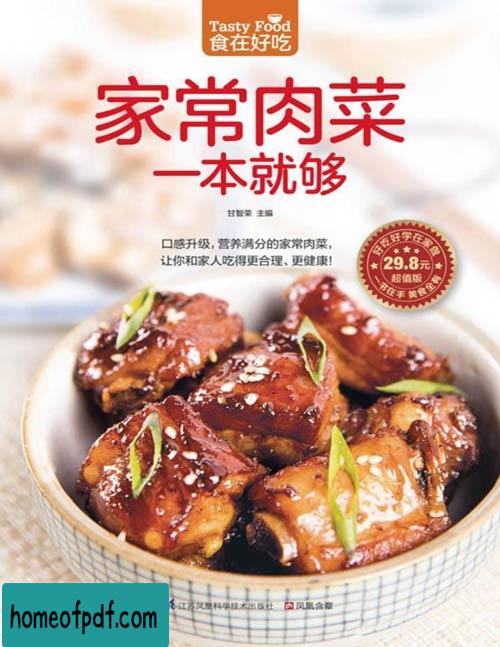 Tasty Food
食在好吃
家常肉菜
一本就够
甘智荣 主编
口感升级,营养满分的家常肉菜,
让你和家人吃得更合理、更健康!
好吃好学在家做
29.8元
超值版
一书在手 美食全有
江苏凤凰科学技术出版社
凤凰含章
homeofpdf.com